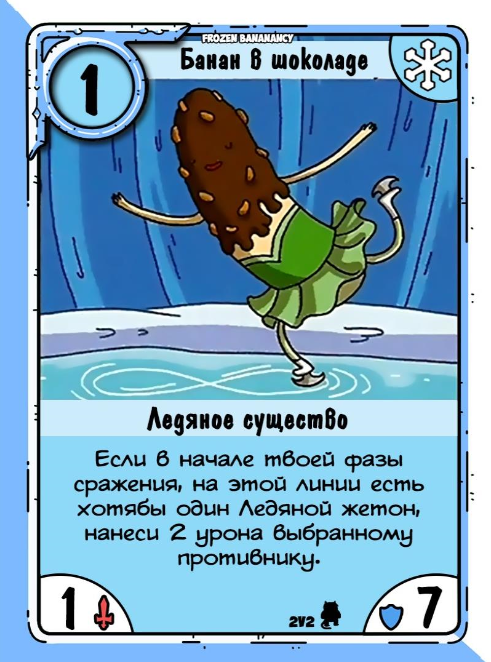 FROZEN BANANANCY
1
Банан в шоколаде
Ледяное существо
Если в начале твоей фазы
сражения, на этой линии есть
хотябы один Ледяной жетон,
нанеси 2 урона выбранному
противнику.
1
2V2
7